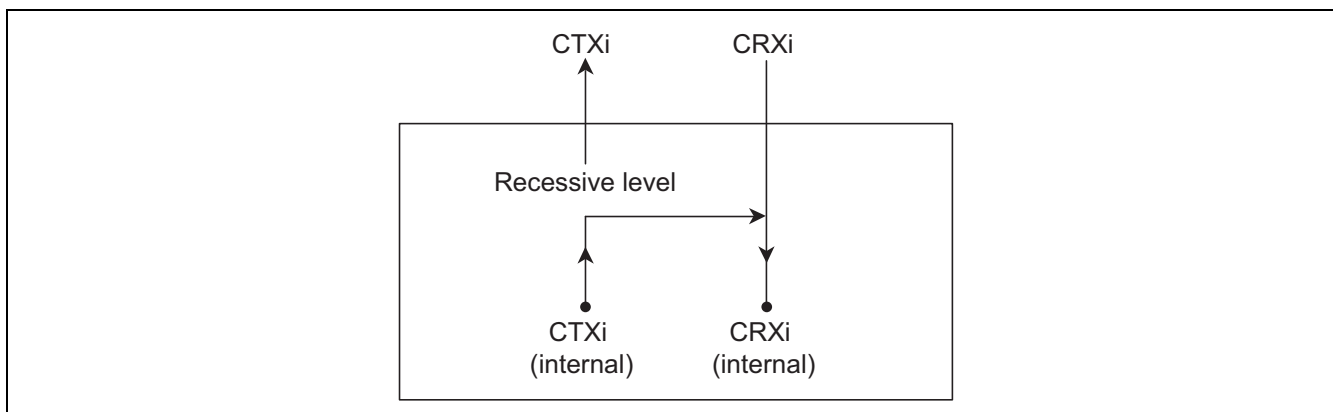 CTXi
CRXi
Recessive level
CTXi
(internal)
CRXi
(internal)